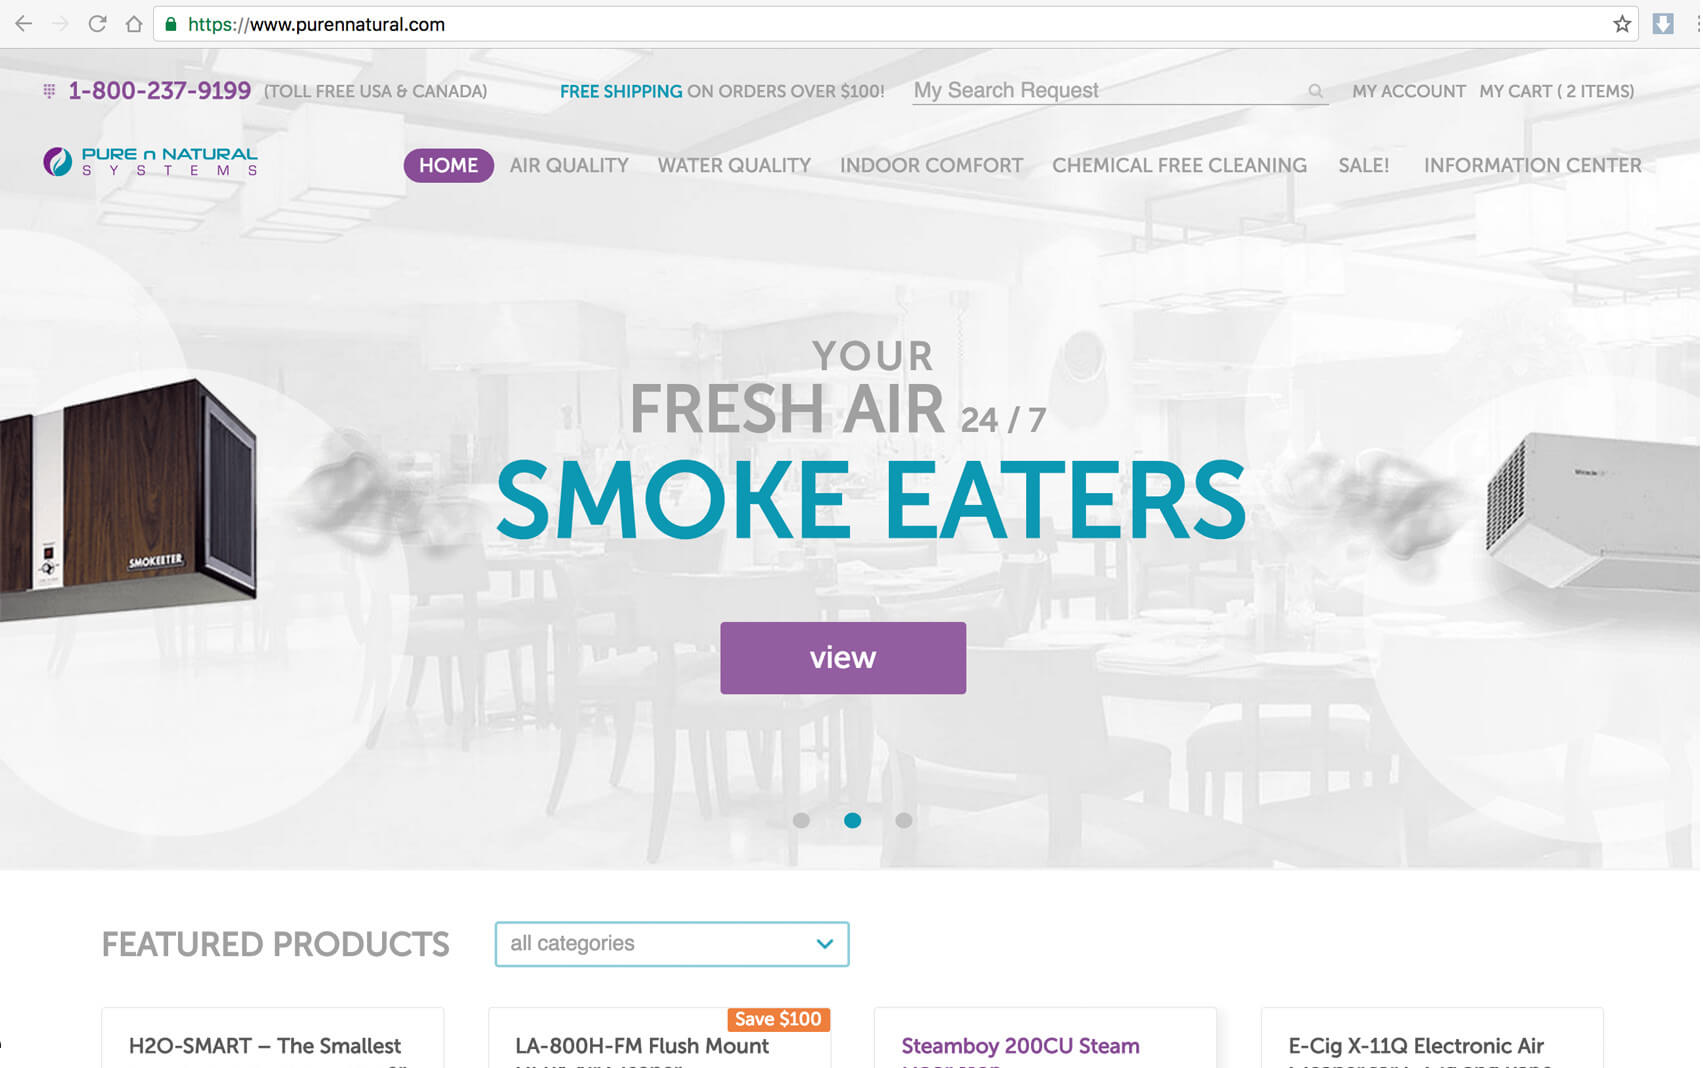 https://www.purennatural.com
1-800-237-9199 (TOLL FREE USA & CANADA)
FREE SHIPPING ON ORDERS OVER $100!
My Search Request
MY ACCOUNT
MY CART ( 2 ITEMS)
PURE n NATURAL
SYSTEMS
HOME
AIR QUALITY
WATER QUALITY
INDOOR COMFORT
CHEMICAL FREE CLEANING
SALE!
INFORMATION CENTER
YOUR
FRESH AIR 24 / 7
SMOKE EATERS
SMOKEETER
view
FEATURED PRODUCTS
all categories
Save $100
H2O-SMART – The Smallest
LA-800H-FM Flush Mount
Steamboy 200CU Steam
E-Cig X-11Q Electronic Air